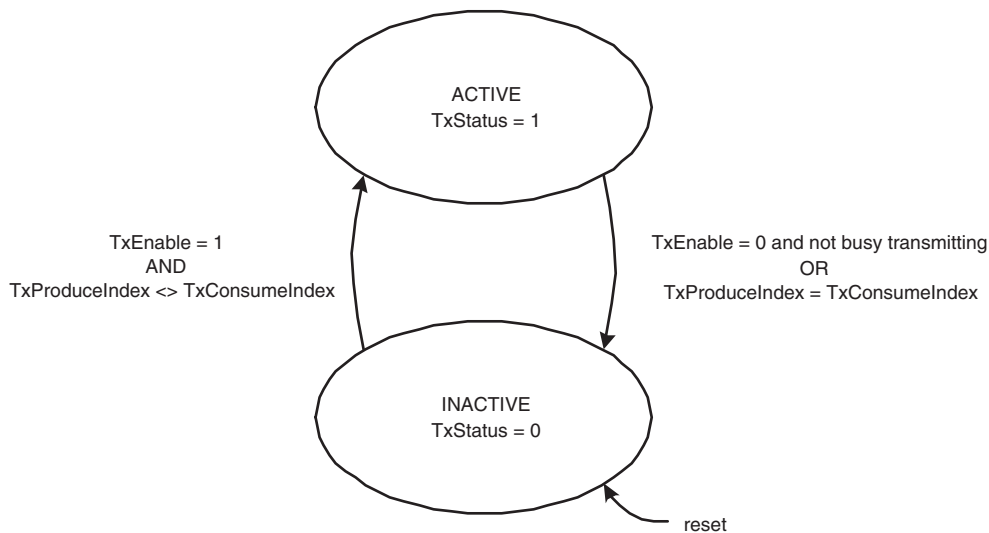 ACTIVE
TxStatus = 1
TxEnable = 1
AND
TxProduceIndex <> TxConsumeIndex
TxEnable = 0 and not busy transmitting
OR
TxProduceIndex = TxConsumeIndex
INACTIVE
TxStatus = 0
reset